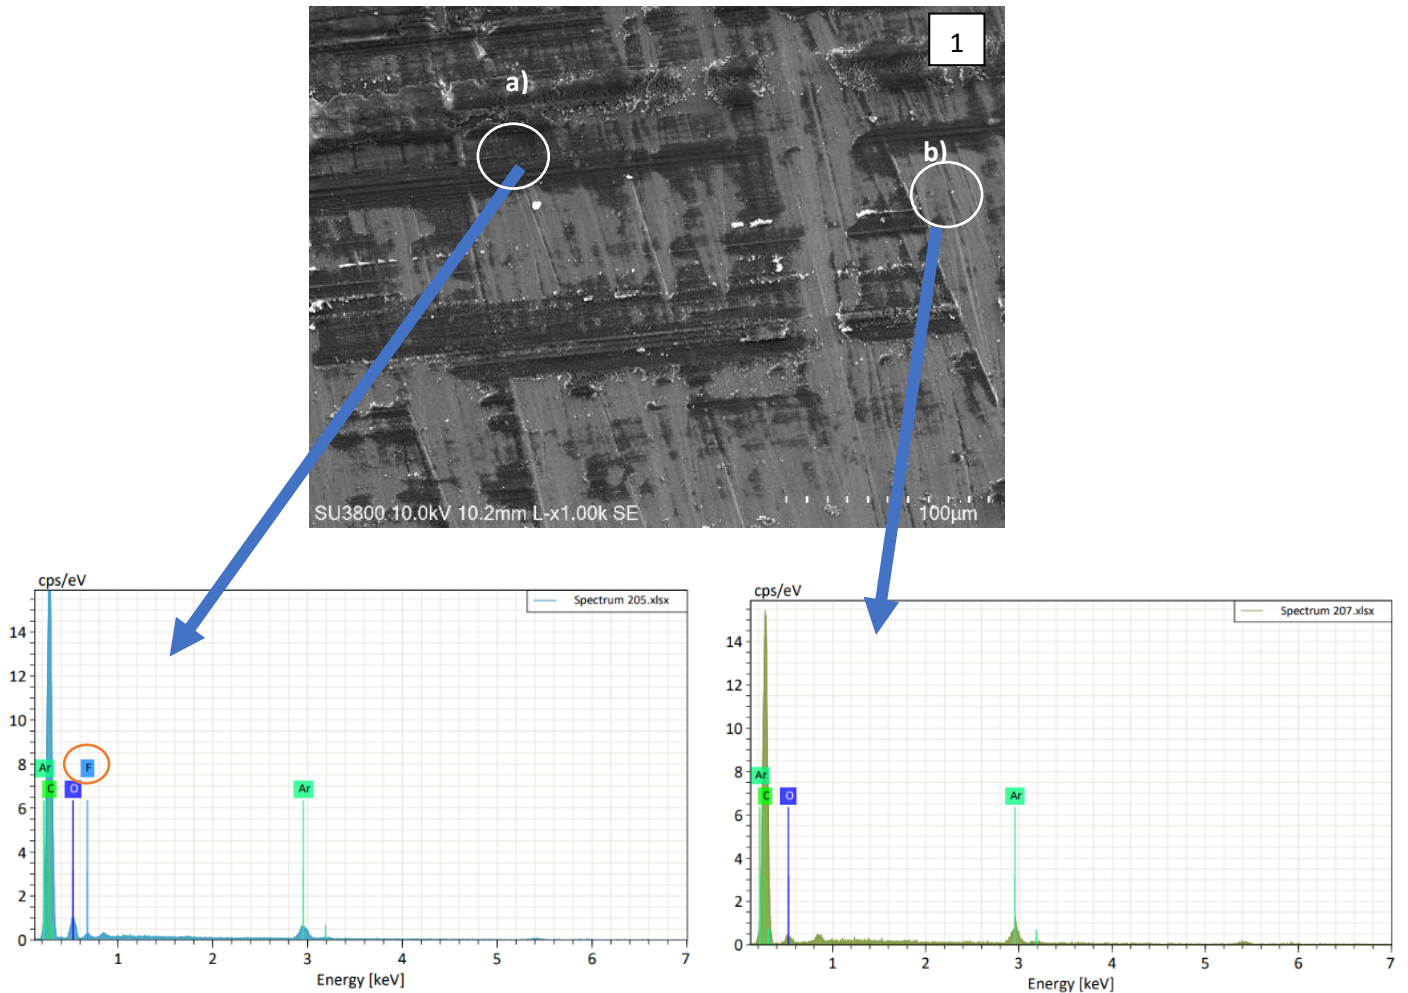 1
a)
b)
SU3800 10.0kV 10.2mm L-x1.00k SE
100µm
cps/eV
Spectrum 205.xlsx
14
12
10
8
6
4
2
0
Ar
F
C
O
Ar
1
2
3
4
5
6
7
Energy [keV]
cps/eV
Spectrum 207.xlsx
14
12
10
8
6
4
2
0
Ar
C
O
Ar
1
2
3
4
5
6
7
Energy [keV]